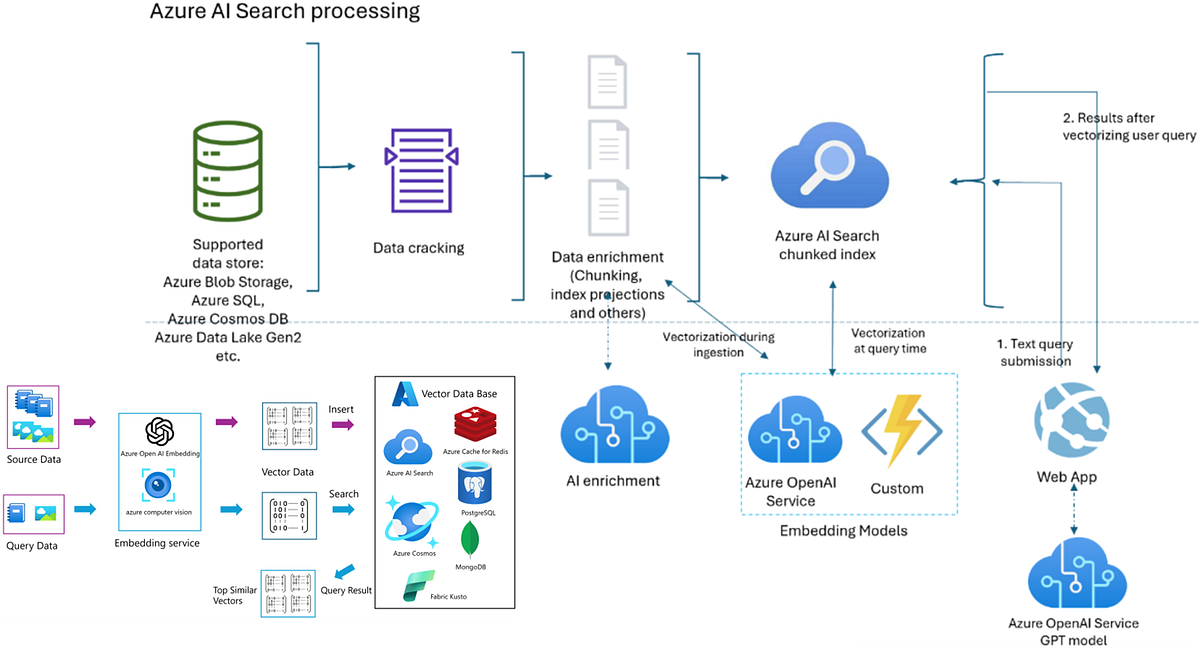 Azure AI Search processing
Supported
data store:
Azure Blob Storage,
Azure SQL,
Azure Cosmos DB
Azure Data Lake Gen2
etc.
Data cracking
Data enrichment
(Chunking,
index projections
and others)
Azure AI Search
chunked index
2. Results after
vectorizing user query
Vectorization during
ingestion
Vectorization
at query time
1. Text query
submission
AI enrichment
Azure OpenAI
Service
Custom
Embedding Models
Web App
Azure OpenAI Service
GPT model
Source Data
Query Data
Azure Open AI Embedding
azure computer vision
Embedding service
Vector Data
Insert
Search
Query Result
Top Similar
Vectors
Vector Data Base
Azure AI Search
Azure Cache for Redis
PostgreSQL
Azure Cosmos
MongoDB
Fabric Kusto